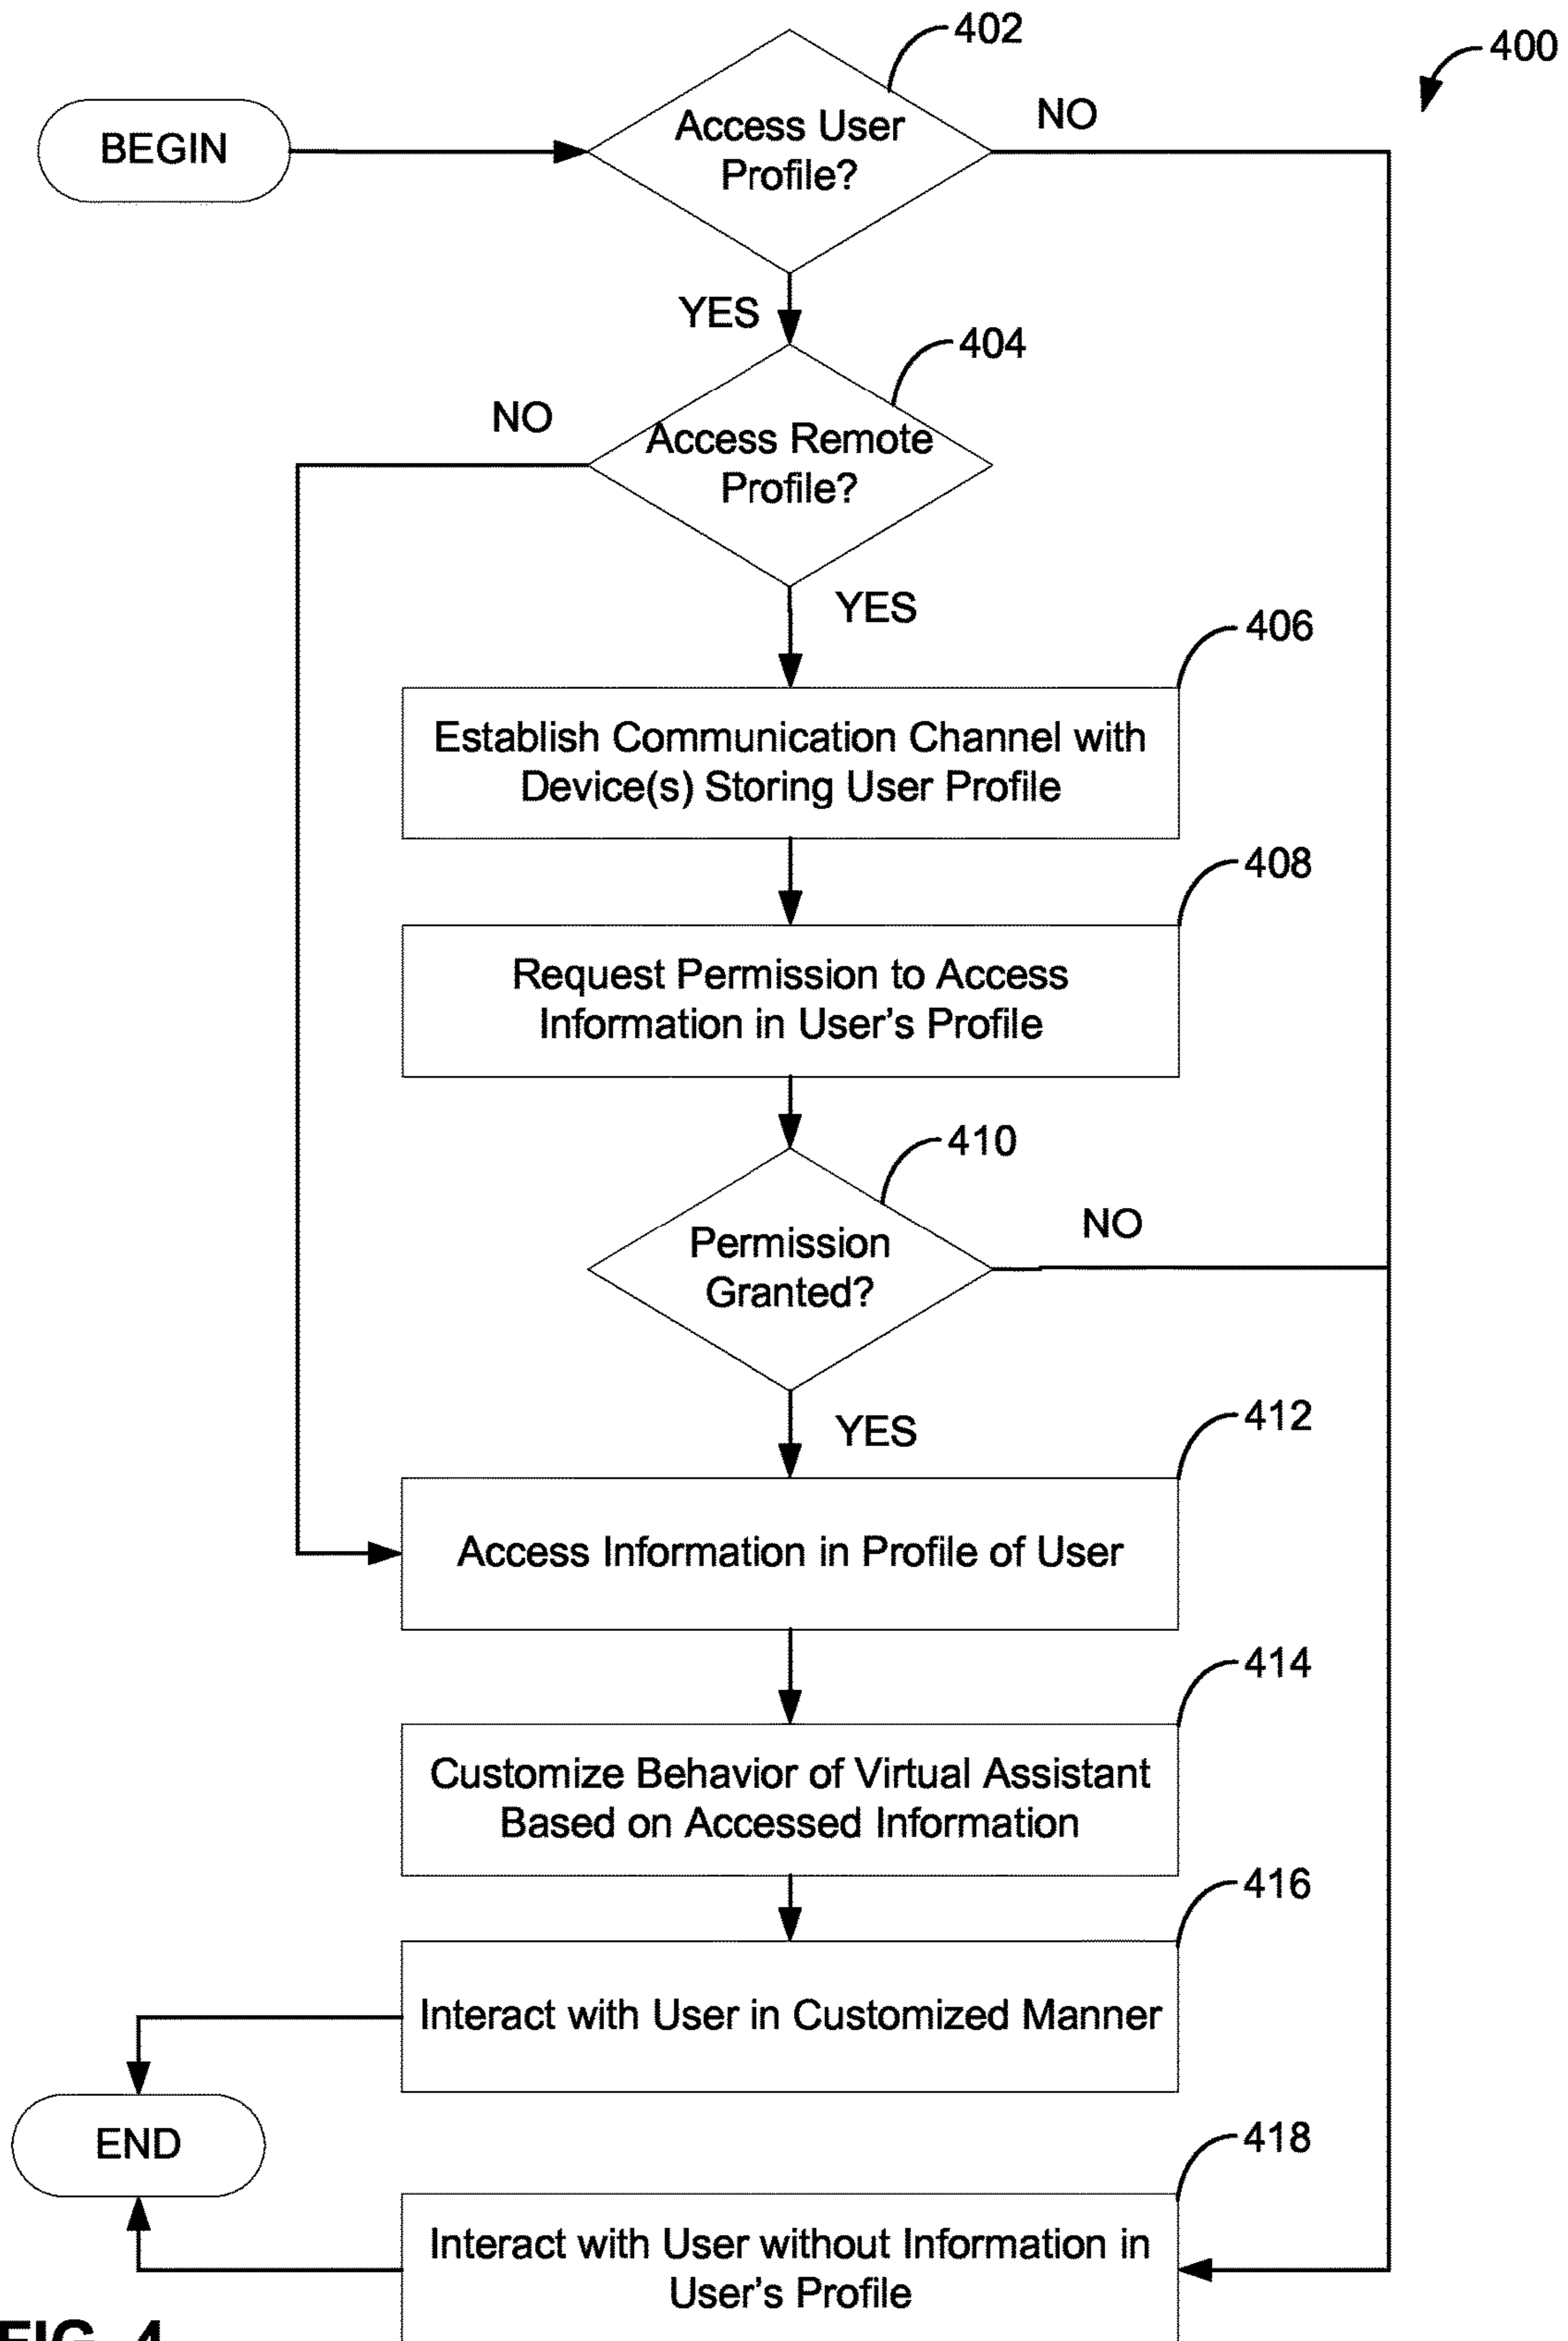 402
400
BEGIN
Access User
Profile?
NO
YES
404
NO
Access Remote
Profile?
YES
406
Establish Communication Channel with
Device(s) Storing User Profile
408
Request Permission to Access
Information in User's Profile
410
Permission
Granted?
NO
YES
412
Access Information in Profile of User
414
Customize Behavior of Virtual Assistant
Based on Accessed Information
416
Interact with User in Customized Manner
END
418
Interact with User without Information in
User's Profile
FIG. 4